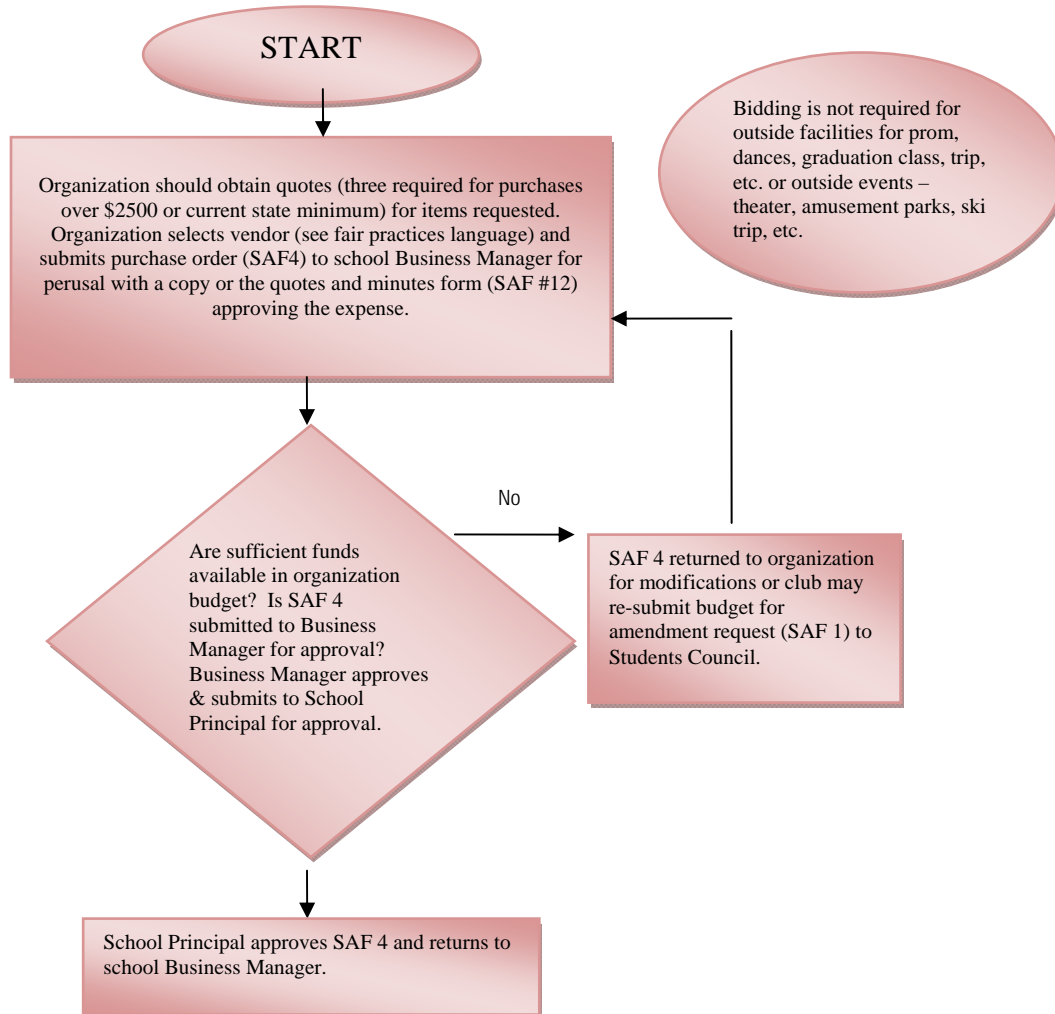 START
Bidding is not required for
outside facilities for prom,
dances, graduation class, trip,
etc. or outside events –
theater, amusement parks, ski
trip, etc.
Organization should obtain quotes (three required for purchases
over $2500 or current state minimum) for items requested.
Organization selects vendor (see fair practices language) and
submits purchase order (SAF4) to school Business Manager for
perusal with a copy or the quotes and minutes form (SAF #12)
approving the expense.
No
Are sufficient funds
available in organization
budget?  Is SAF 4
submitted to Business
Manager for approval?
Business Manager approves
& submits to School
Principal for approval.
SAF 4 returned to organization
for modifications or club may
re-submit budget for
amendment request (SAF 1) to
Students Council.
School Principal approves SAF 4 and returns to
school Business Manager.